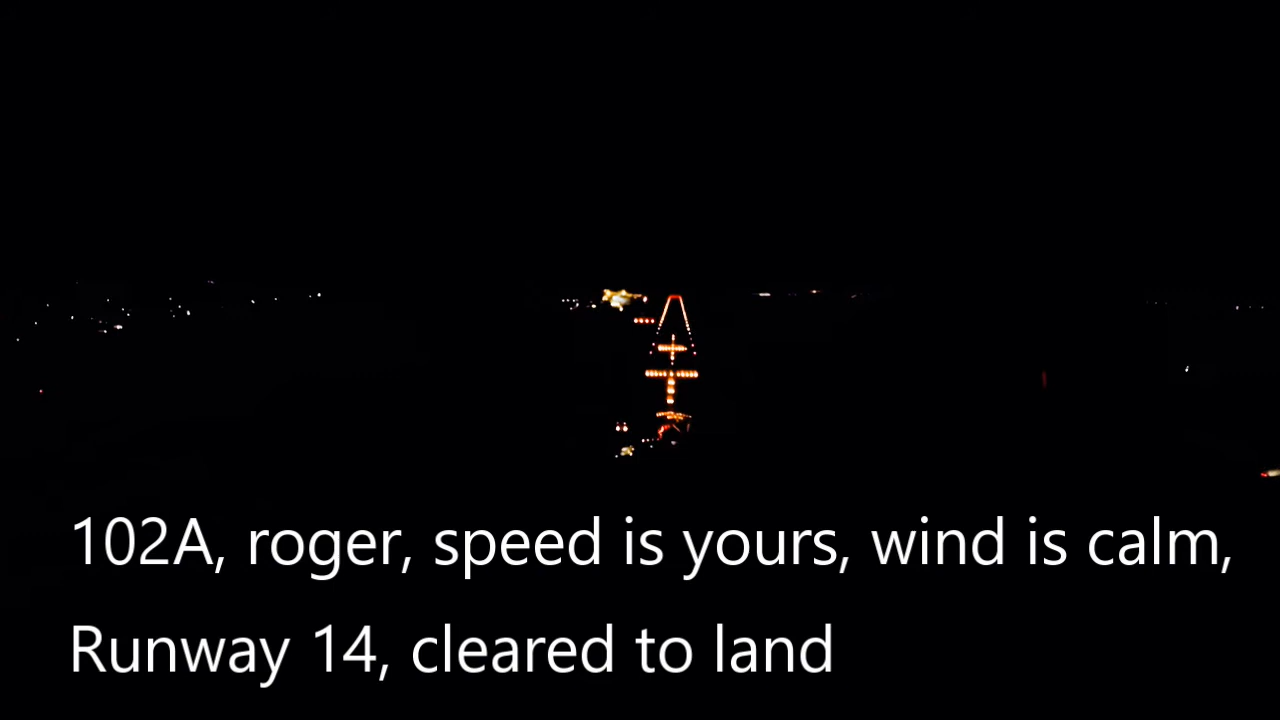 102A, roger, speed is yours, wind is calm,
Runway 14, cleared to land